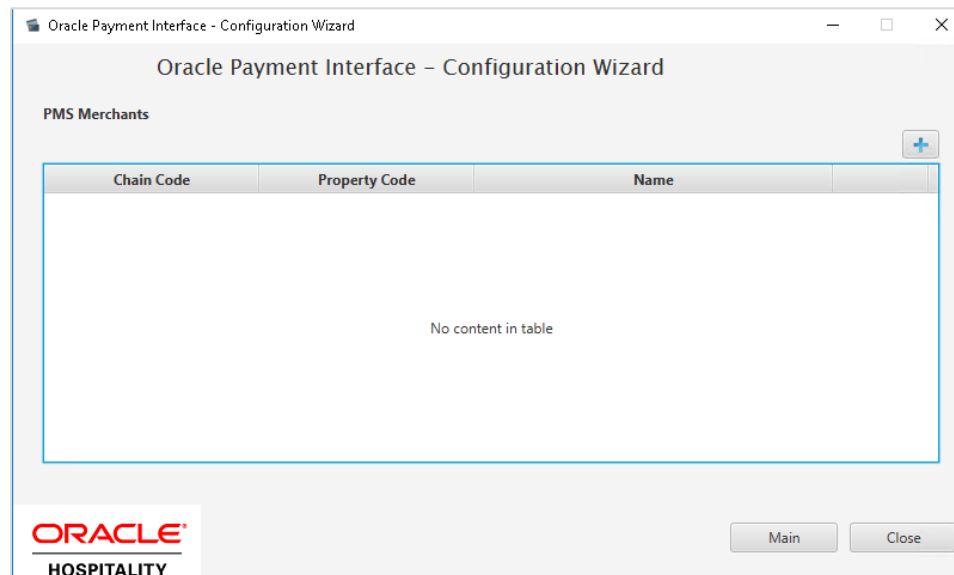 Oracle Payment Interface - Configuration Wizard
Oracle Payment Interface – Configuration Wizard
PMS Merchants
Chain Code Property Code Name
No content in table
ORACLE®
HOSPITALITY
Main Close